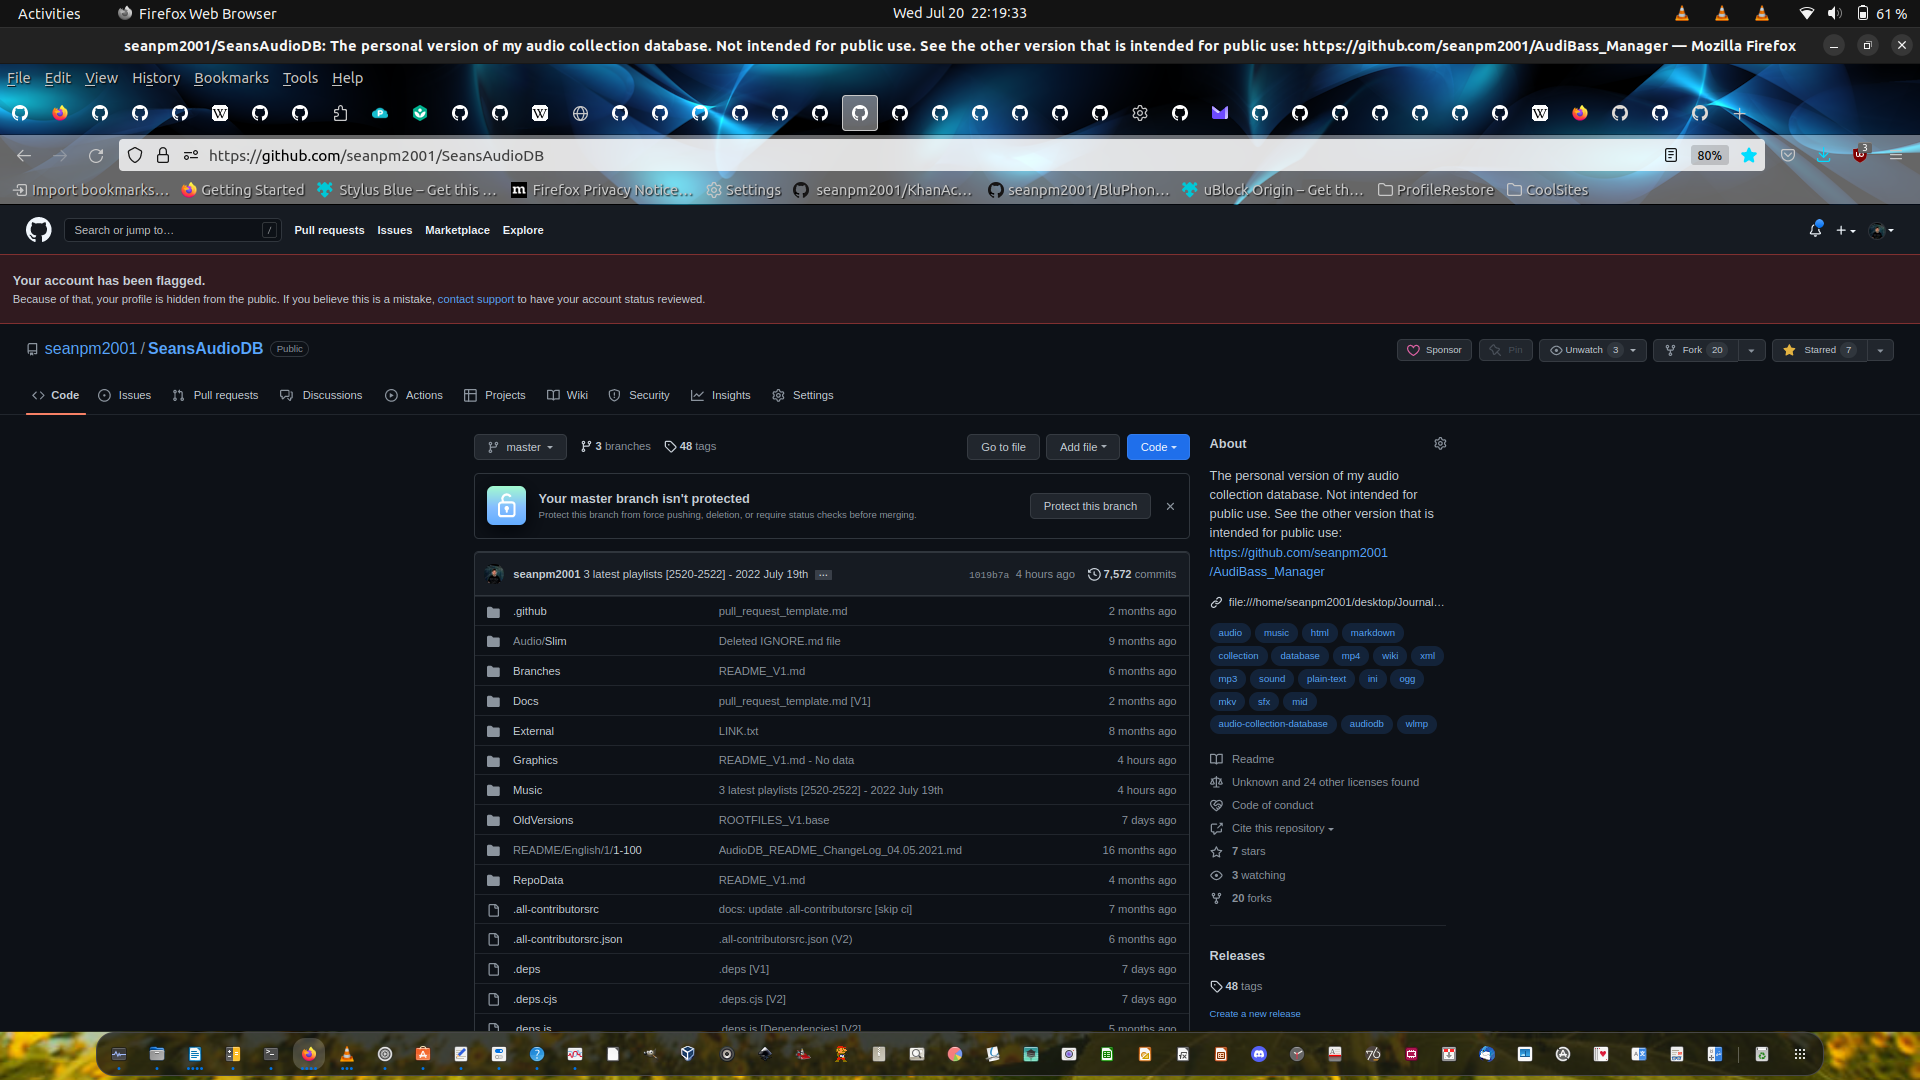 Activities
Firefox Web Browser
Wed Jul 20 22:19:33
61 %
seanpm2001/SeansAudioDB: The personal version of my audio collection database. Not intended for public use. See the other version that is intended for public use: https://github.com/seanpm2001/AudiBass_Manager — Mozilla Firefox
File Edit View History Bookmarks Tools Help
https://github.com/seanpm2001/SeansAudioDB
80%
3
Import bookmarks…
Getting Started
Stylus Blue – Get this …
Firefox Privacy Notice…
Settings
seanpm2001/KhanAc…
seanpm2001/BluPhon…
uBlock Origin – Get th…
ProfileRestore
CoolSites
Search or jump to…
/
Pull requests
Issues
Marketplace
Explore
Your account has been flagged.
Because of that, your profile is hidden from the public. If you believe this is a mistake, contact support to have your account status reviewed.
seanpm2001 / SeansAudioDB
Public
Sponsor
Pin
Unwatch 3
Fork 20
Starred 7
Code
Issues
Pull requests
Discussions
Actions
Projects
Wiki
Security
Insights
Settings
master
3 branches
48 tags
Go to file
Add file
Code
Your master branch isn't protected
Protect this branch from force pushing, deletion, or require status checks before merging.
Protect this branch
seanpm2001 3 latest playlists [2520-2522] - 2022 July 19th
1019b7a 4 hours ago
7,572 commits
.github pull_request_template.md 2 months ago
Audio/Slim Deleted IGNORE.md file 9 months ago
Branches README_V1.md 6 months ago
Docs pull_request_template.md [V1] 2 months ago
External LINK.txt 8 months ago
Graphics README_V1.md - No data 4 hours ago
Music 3 latest playlists [2520-2522] - 2022 July 19th 4 hours ago
OldVersions ROOTFILES_V1.base 7 days ago
README/English/1/1-100 AudioDB_README_ChangeLog_04.05.2021.md 16 months ago
RepoData README_V1.md 4 months ago
.all-contributorsrc docs: update .all-contributorsrc [skip ci] 7 months ago
.all-contributorsrc.json .all-contributorsrc.json (V2) 6 months ago
.deps .deps [V1] 7 days ago
.deps.cjs .deps.cjs [V2] 7 days ago
.deps.js .deps.js [Dependencies] [V2] 5 months ago
About
The personal version of my audio
collection database. Not intended for
public use. See the other version that is
intended for public use:
https://github.com/seanpm2001
/AudiBass_Manager
file:///home/seanpm2001/desktop/Journal…
audio music html markdown
collection database mp4 wiki xml
mp3 sound plain-text ini ogg
mkv sfx mid
audio-collection-database audiodb wlmp
Readme
Unknown and 24 other licenses found
Code of conduct
Cite this repository
7 stars
3 watching
20 forks
Releases
48 tags
Create a new release